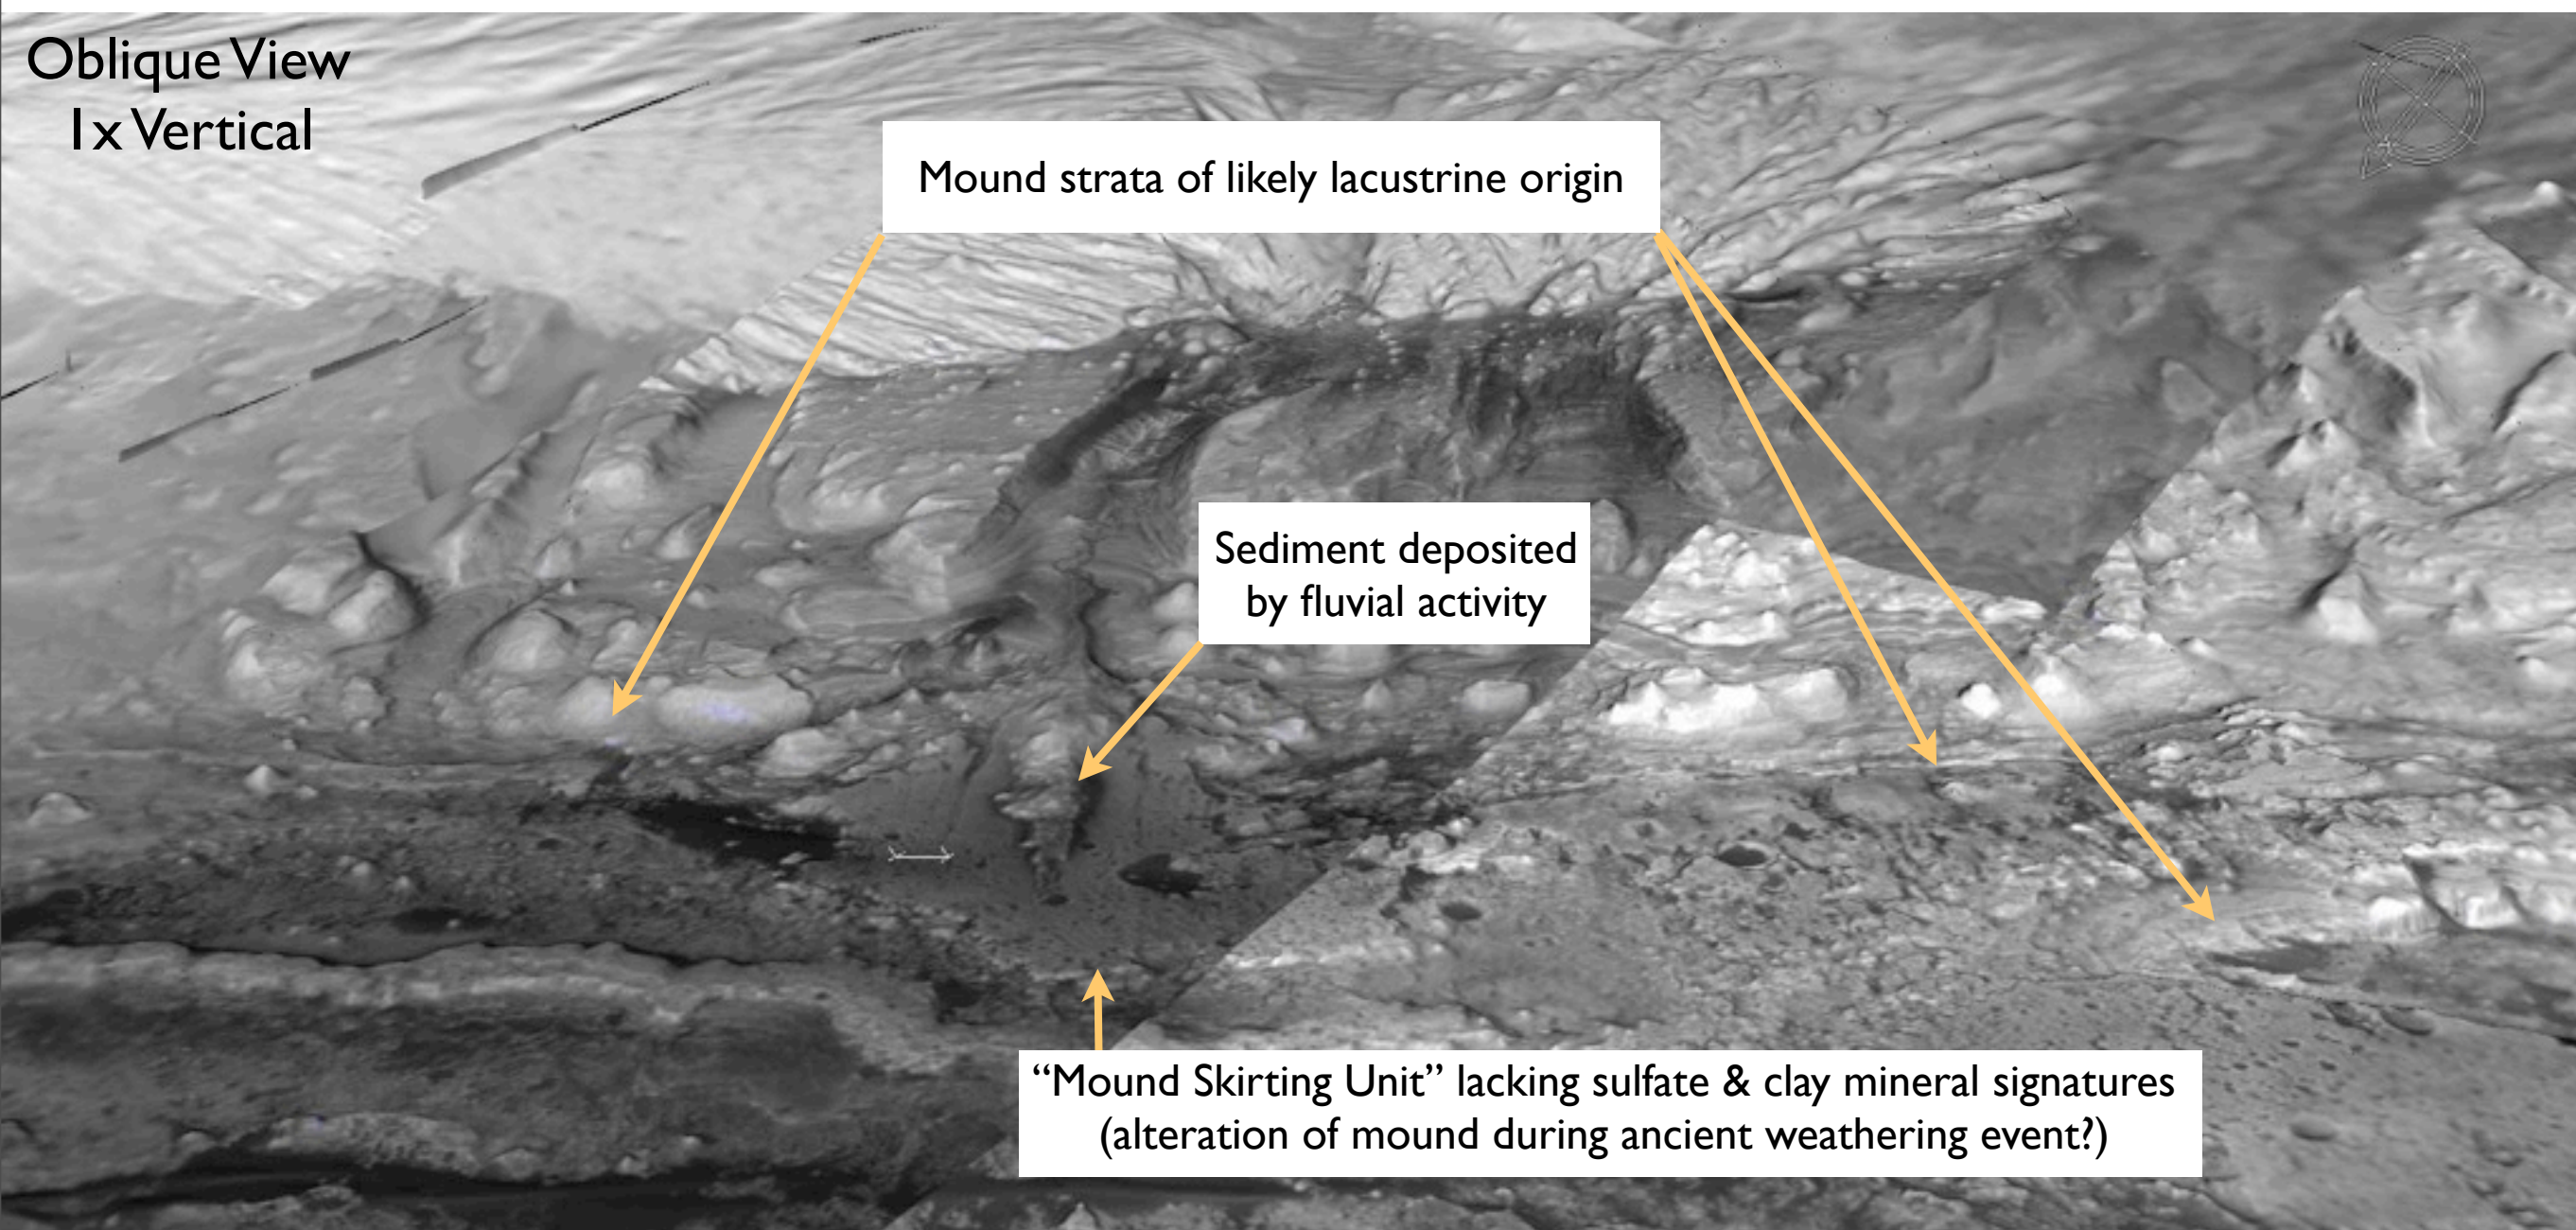 Oblique View
1x Vertical
Mound strata of likely lacustrine origin
Sediment deposited
by fluvial activity
“Mound Skirting Unit” lacking sulfate & clay mineral signatures
(alteration of mound during ancient weathering event?)